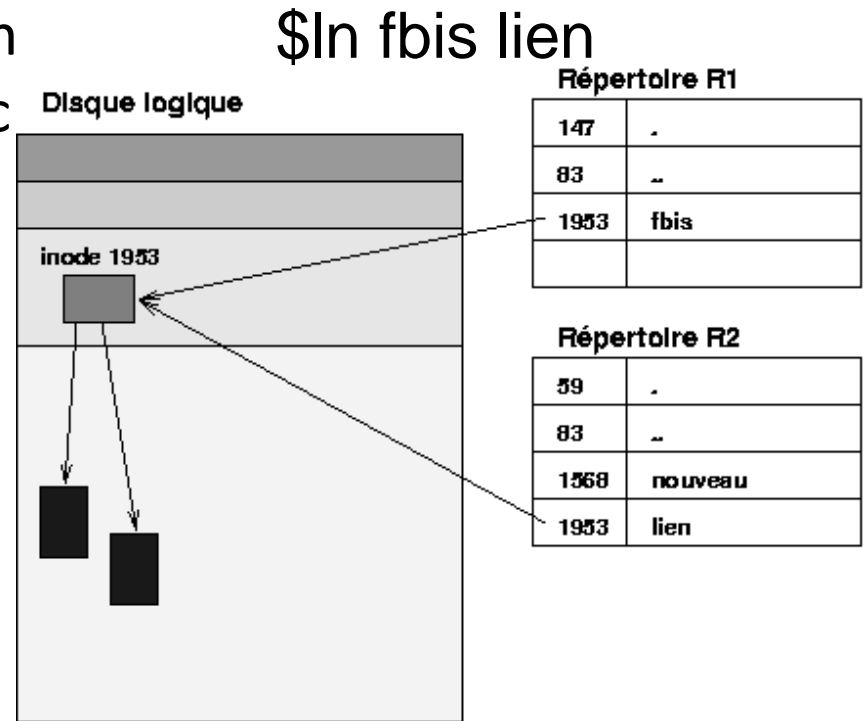 n
$ln fbis lien
c
Disque logique
inode 1953
Répertoire R1
147 .
83 ..
1953 fbis
Répertoire R2
59 .
83 ..
1568 nouveau
1953 lien